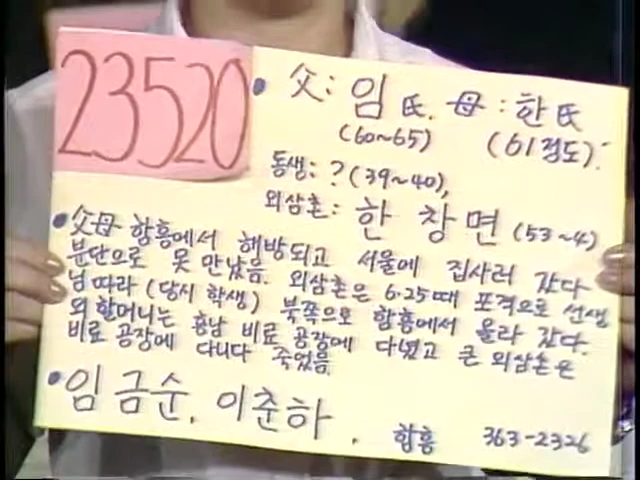 23520
• 父: 임氏. 母: 한氏
(60~65) (61정도).
동생: ?(39~40),
외삼촌: 한 창 면 (53~4)
• 父母 함흥에서 해방되고 서울에 집사러 갔다
분단으로 못 만났음. 외삼촌은 6.25때 포격으로 선생
님 따라 (당시 학생) 북쪽으로 함흥에서 올라 갔다.
외할머니는 흥남 비료 공장에 다녔고 큰 외삼촌은
비료 공장에 다니다 죽었음.
• 임 금순. 이춘하.
함흥 363-2326